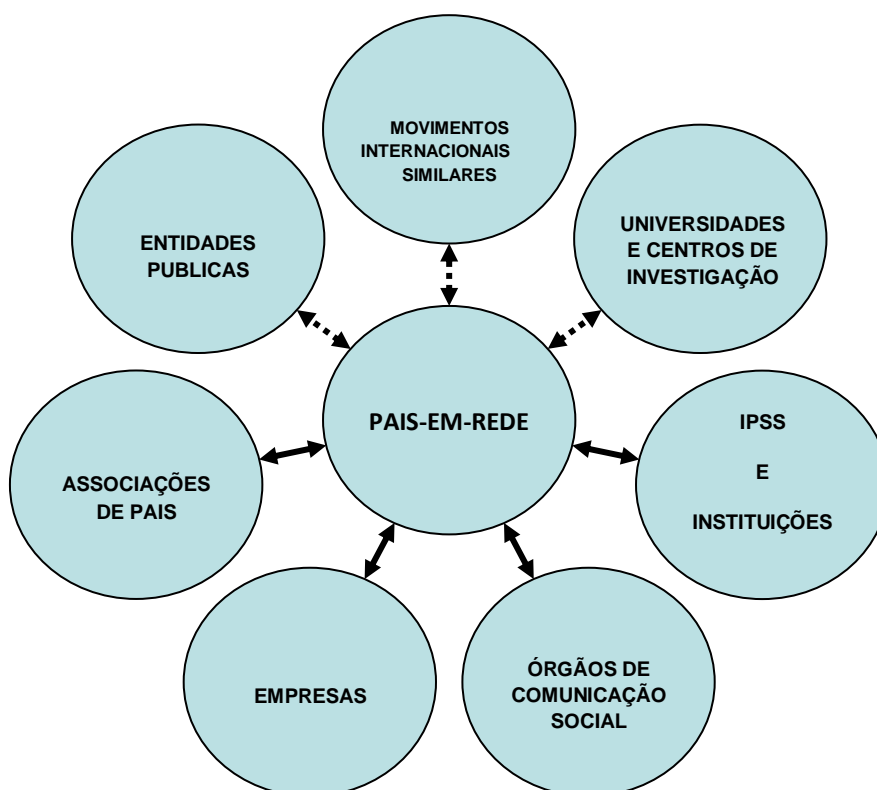 MOVIMENTOS
INTERNACIONAIS
SIMILARES
UNIVERSIDADES
E CENTROS DE
INVESTIGAÇÃO
ENTIDADES
PUBLICAS
PAIS-EM-REDE
IPSS
E
INSTITUIÇÕES
ASSOCIAÇÕES
DE PAIS
EMPRESAS
ÓRGÃOS DE
COMUNICAÇÃO
SOCIAL